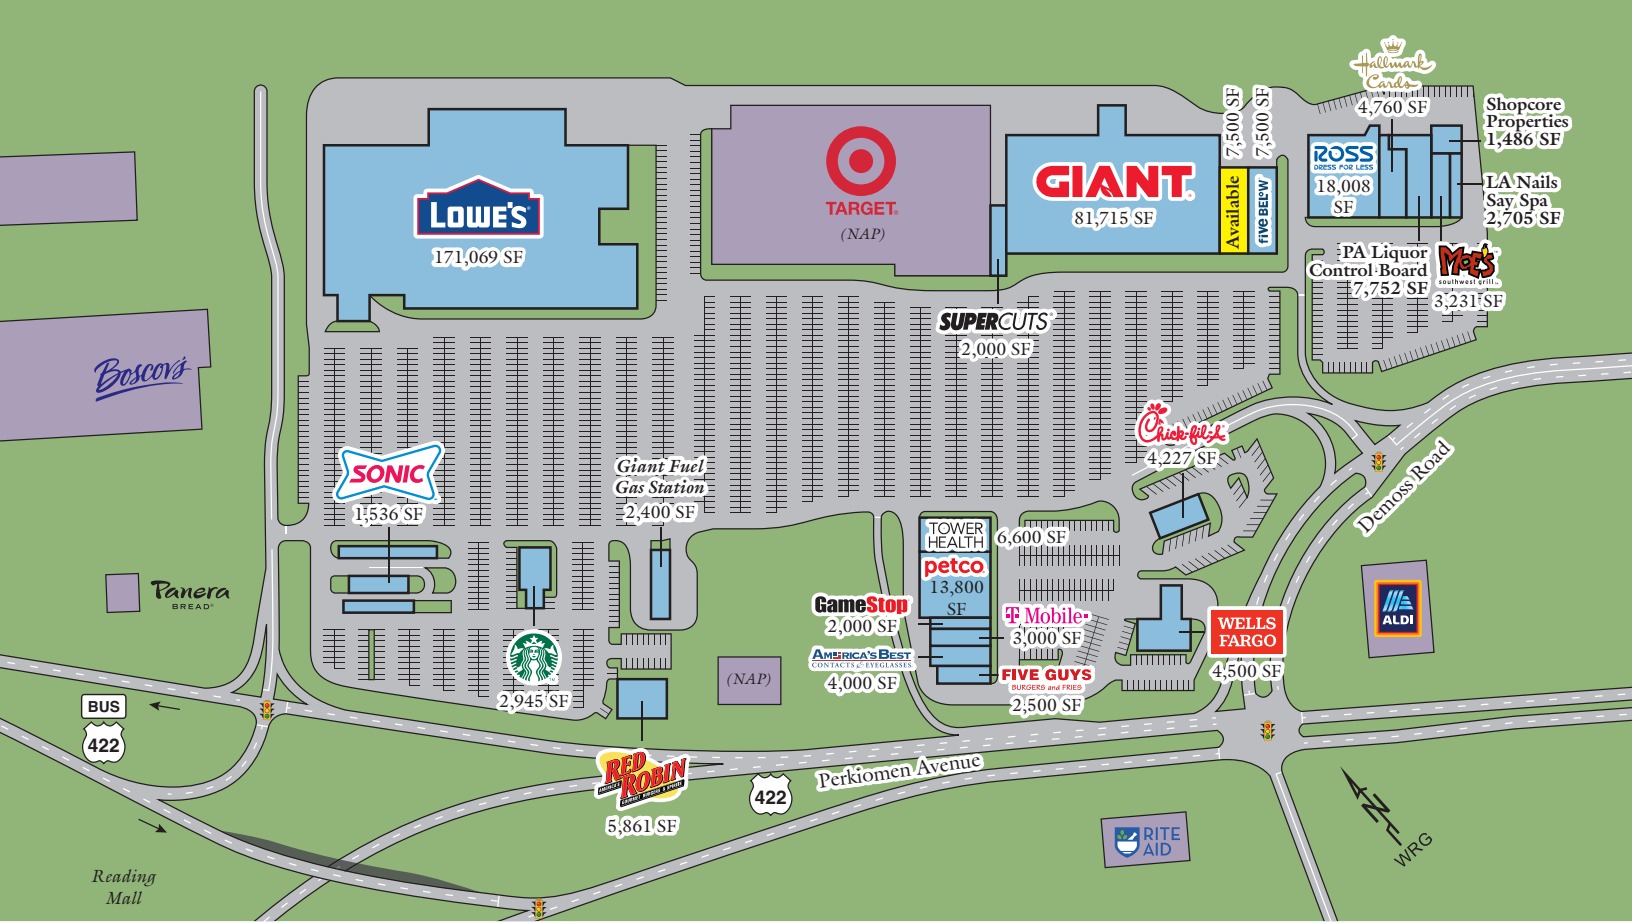 Hallmark
Cards
4,760 SF
7,500 SF
7,500 SF
Shopcore
Properties
1,486 SF
ROSS
DRESS FOR LESS
18,008
SF
LA Nails
Say Spa
2,705 SF
LOWE'S
171,069 SF
TARGET
(NAP)
GIANT
81,715 SF
Available
five BEL°W
PA Liquor
Control Board
7,752 SF
MOE'S
southwest grill
3,231 SF
SUPERCUTS
2,000 SF
Boscov's
Chick-fil-A
4,227 SF
SONIC
1,536 SF
Giant Fuel
Gas Station
2,400 SF
Demoss Road
TOWER
HEALTH
6,600 SF
petco
13,800
SF
Panera
BREAD®
GameStop
2,000 SF
T Mobile
3,000 SF
ALDI
WELLS
FARGO
4,500 SF
AMERICA'S BEST
CONTACTS & EYEGLASSES
4,000 SF
FIVE GUYS
BURGERS and FRIES
2,500 SF
2,945 SF
(NAP)
BUS
422
RED
ROBIN
AMERICA'S GOURMET BURGERS & SPIRITS
5,861 SF
422
Perkiomen Avenue
RITE
AID
N
WRG
Reading
Mall